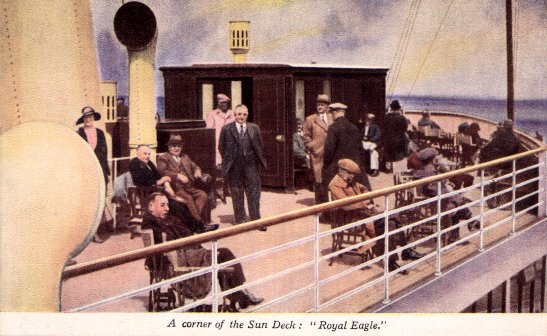 A corner of the Sun Deck: "Royal Eagle."